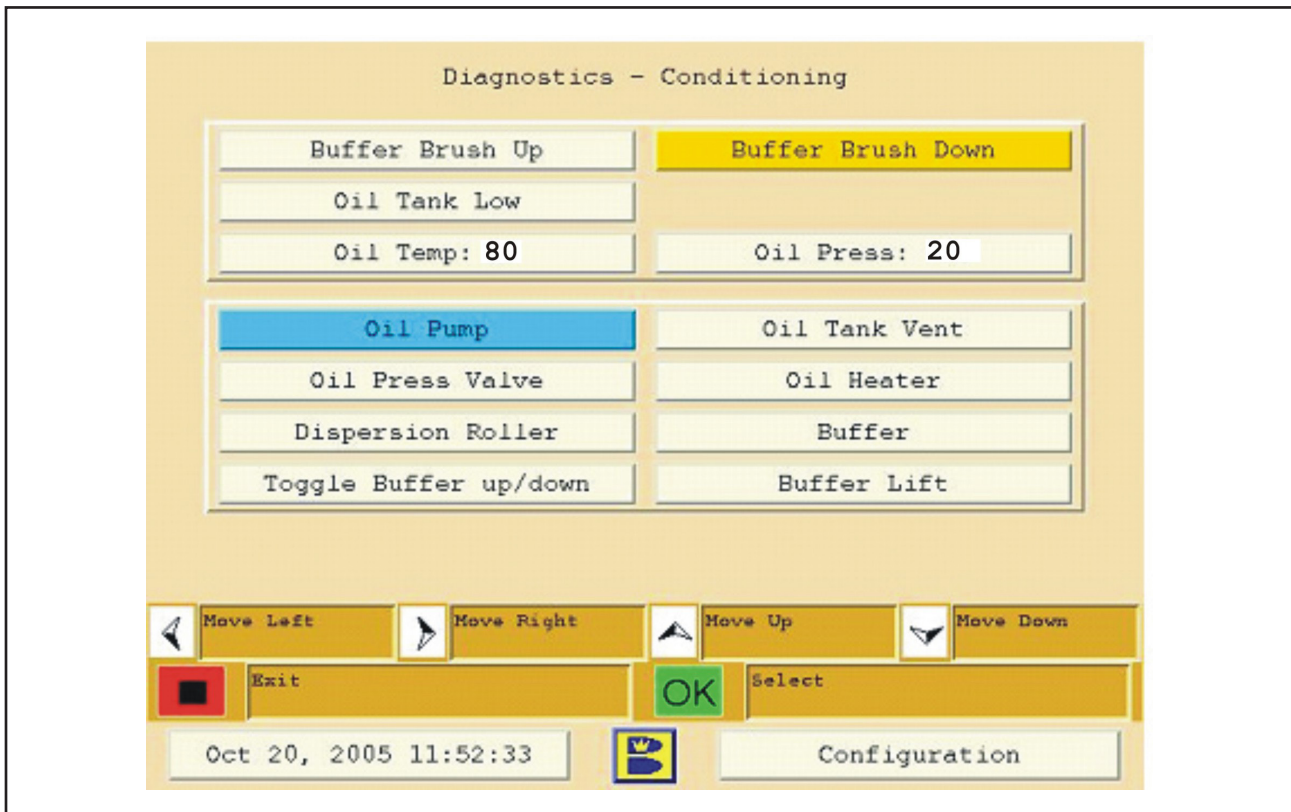 Diagnostics - Conditioning
Buffer Brush Up
Buffer Brush Down
Oil Tank Low
Oil Temp: 80
Oil Press: 20
Oil Pump
Oil Tank Vent
Oil Press Valve
Oil Heater
Dispersion Roller
Buffer
Toggle Buffer up/down
Buffer Lift
Move Left
Move Right
Move Up
Move Down
Exit
OK
Select
Oct 20, 2005 11:52:33
Configuration